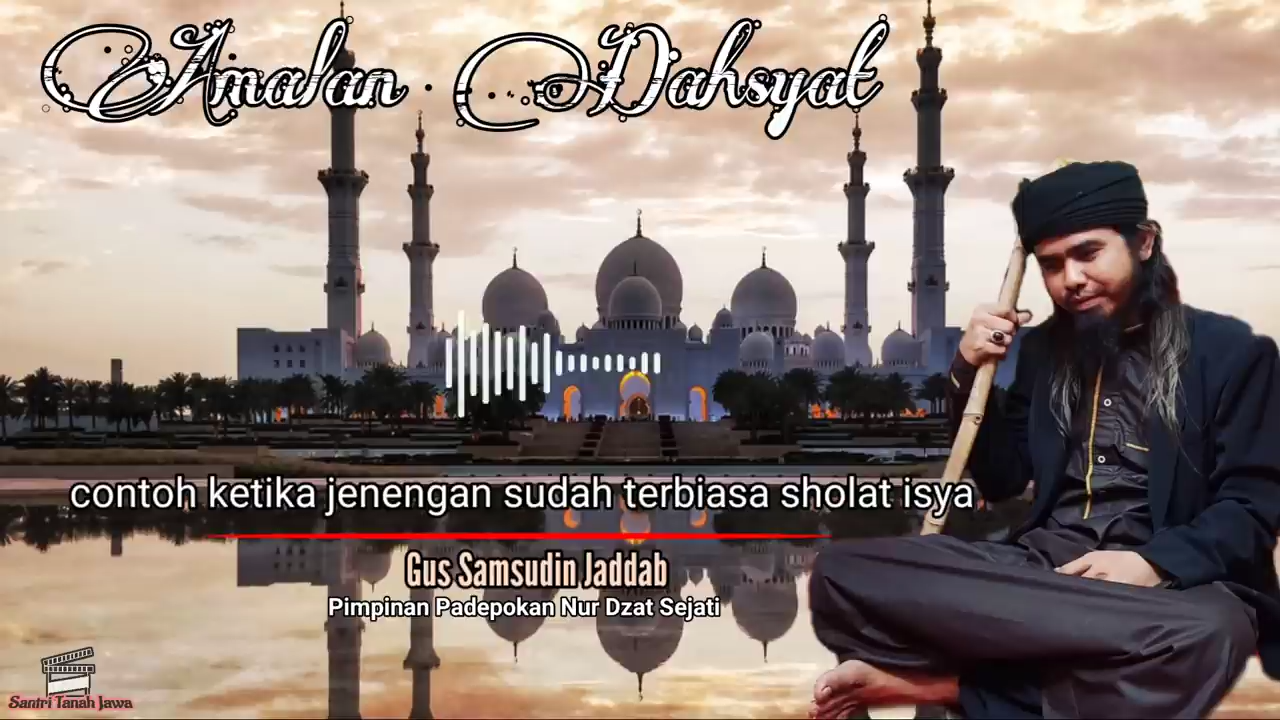 Amalan Dahsyat
contoh ketika jenengan sudah terbiasa sholat isya
Gus Samsudin Jaddab
Pimpinan Padepokan Nur Dzat Sejati
Santri Tanah Jawa